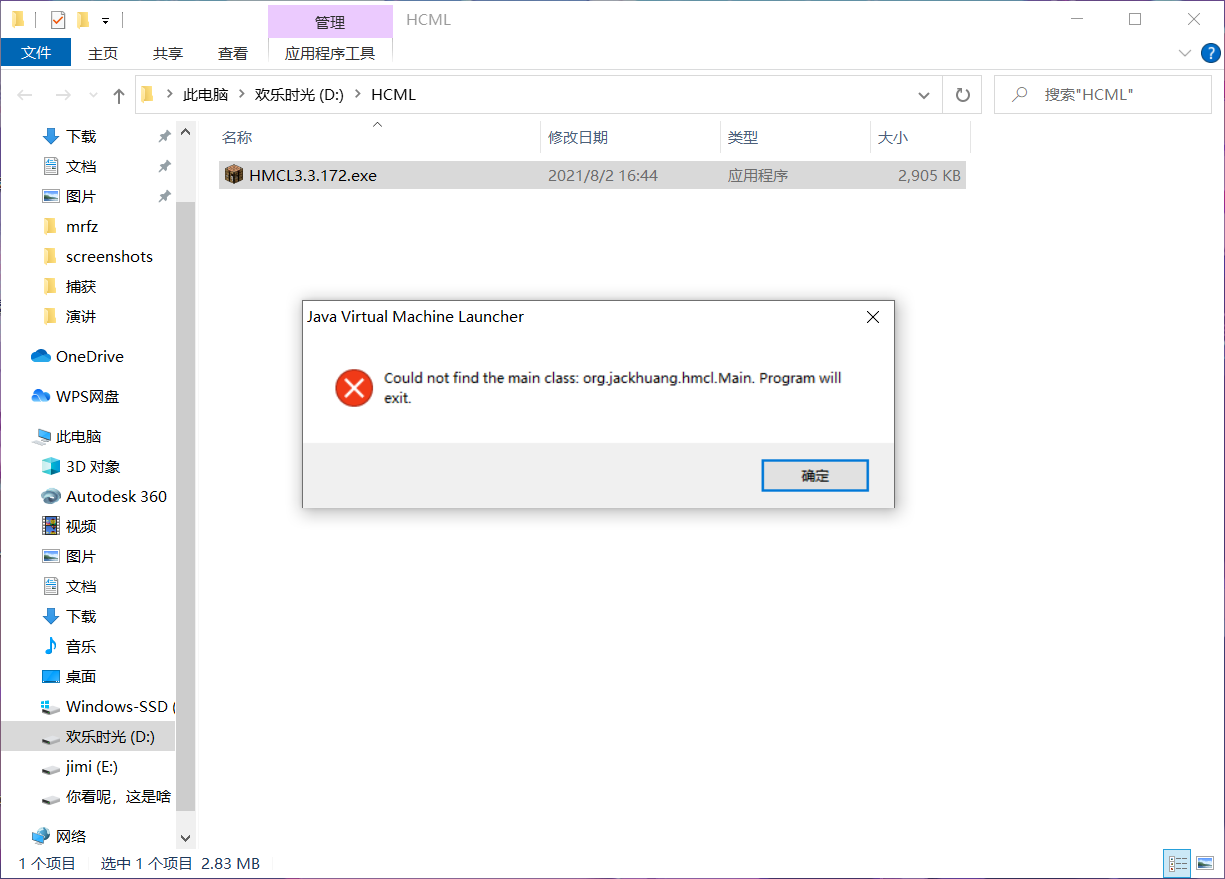 管理
HCML
文件
主页
共享
查看
应用程序工具
此电脑
欢乐时光 (D:)
HCML
搜索"HCML"
名称
修改日期
类型
大小
HMCL3.3.172.exe
2021/8/2 16:44
应用程序
2,905 KB
下载
文档
图片
mrfz
screenshots
捕获
演讲
OneDrive
WPS网盘
此电脑
3D 对象
Autodesk 360
视频
图片
文档
下载
音乐
桌面
Windows-SSD (
欢乐时光 (D:)
jimi (E:)
你看呢，这是啥
网络
Java Virtual Machine Launcher
Could not find the main class: org.jackhuang.hmcl.Main. Program will
exit.
确定
1 个项目
选中 1 个项目 2.83 MB